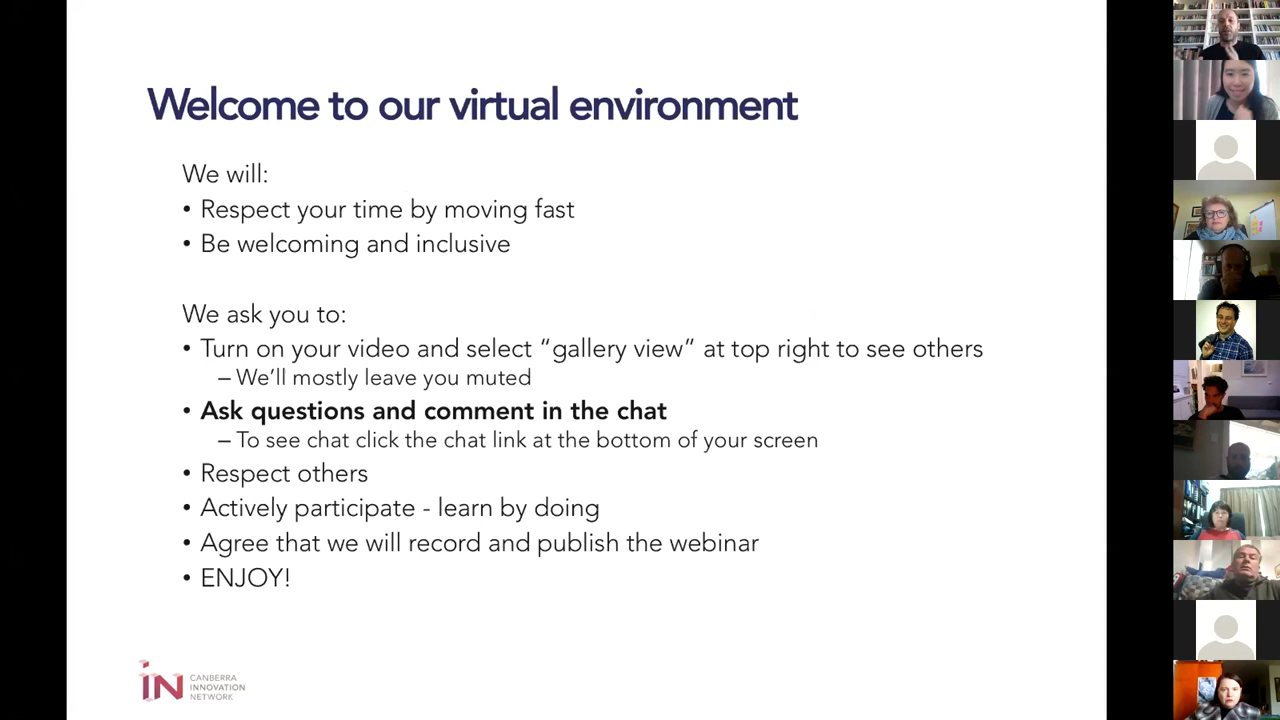 Welcome to our virtual environment
We will:
• Respect your time by moving fast
• Be welcoming and inclusive
We ask you to:
• Turn on your video and select “gallery view” at top right to see others
– We’ll mostly leave you muted
• Ask questions and comment in the chat
– To see chat click the chat link at the bottom of your screen
• Respect others
• Actively participate - learn by doing
• Agree that we will record and publish the webinar
• ENJOY!
iN
CANBERRA
INNOVATION
NETWORK